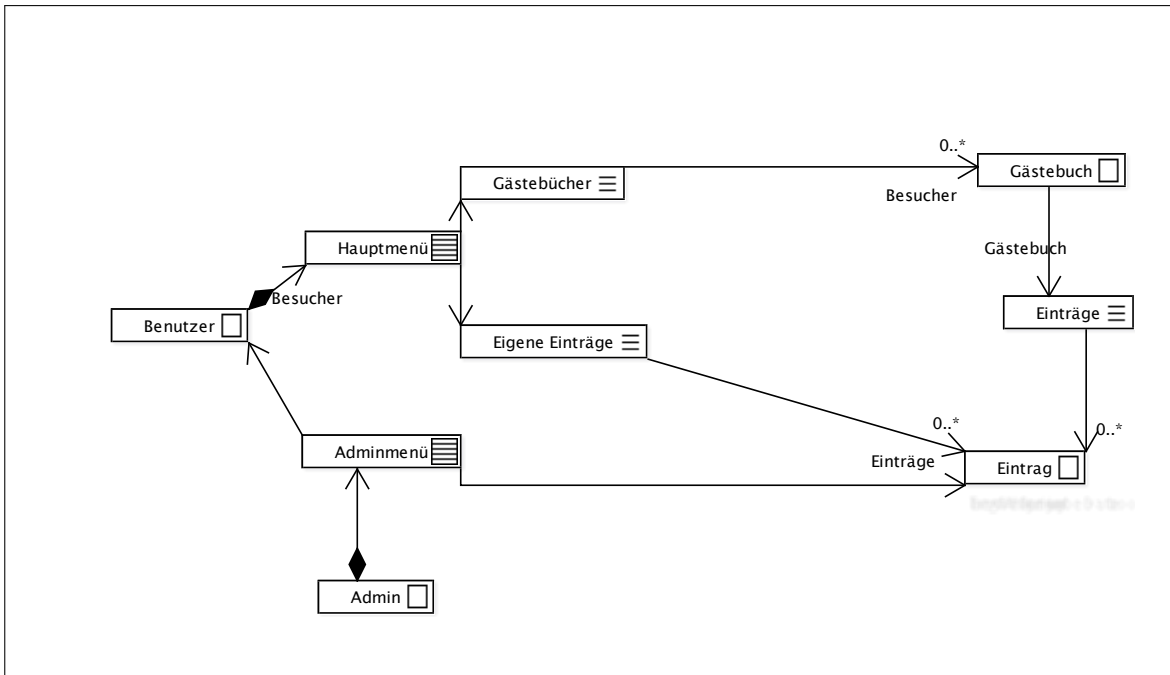 0..*
Gästebücher
Gästebuch
Besucher
Hauptmenü
Gästebuch
Besucher
Einträge
Benutzer
Eigene Einträge
0..*
0..*
Adminmenü
Einträge
Eintrag
Admin